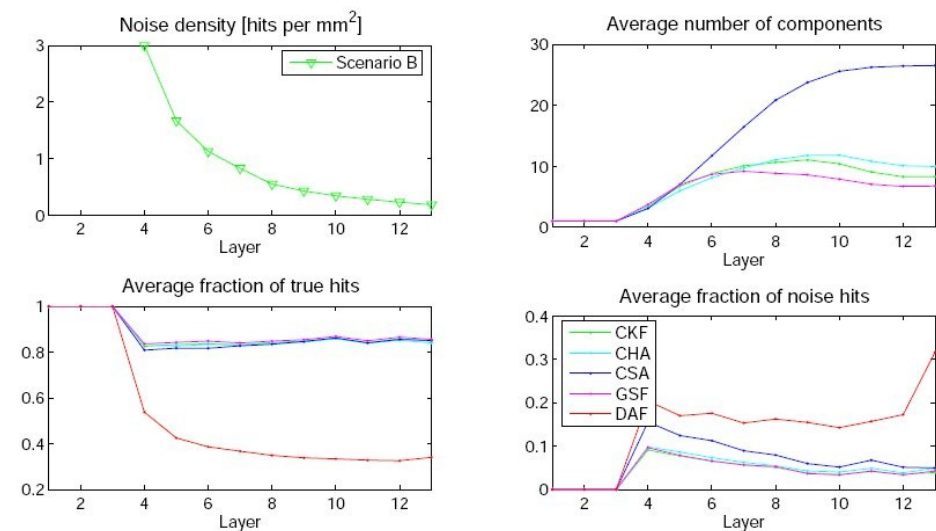 Noise density [hits per mm²]
3
2
1
0
Scenario B
2 4 6 8 10 12
Layer
Average number of components
30
20
10
0
2 4 6 8 10 12
Layer
Average fraction of true hits
1
0.8
0.6
0.4
0.2
2 4 6 8 10 12
Layer
Average fraction of noise hits
0.4
0.3
0.2
0.1
0
CKF
CHA
CSA
GSF
DAF
2 4 6 8 10 12
Layer